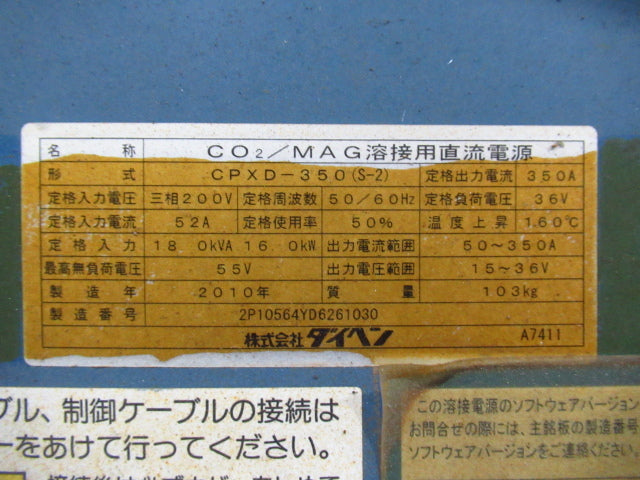 名称 CO2／MAG溶接用直流電源
形式 CPXD－350(S-2) 定格出力電流 350A
定格入力電圧 三相200V 定格周波数 50／60Hz 定格負荷電圧 36V
定格入力電流 52A 定格使用率 50% 温度上昇 160℃
定格入力 18.0kVA 16.0kW 出力電流範囲 50～350A
最高無負荷電圧 55V 出力電圧範囲 15～36V
製造年 2010年 質量 103kg
製造番号 2P10564YD6261030
株式会社ダイヘン A7411
ブル、制御ケーブルの接続は
ーをあけて行ってください。
この溶接電源のソフトウェアバージョン
お問合せの際には、主銘板の製造番号
ソフトウェアバージョンをご連絡ください。